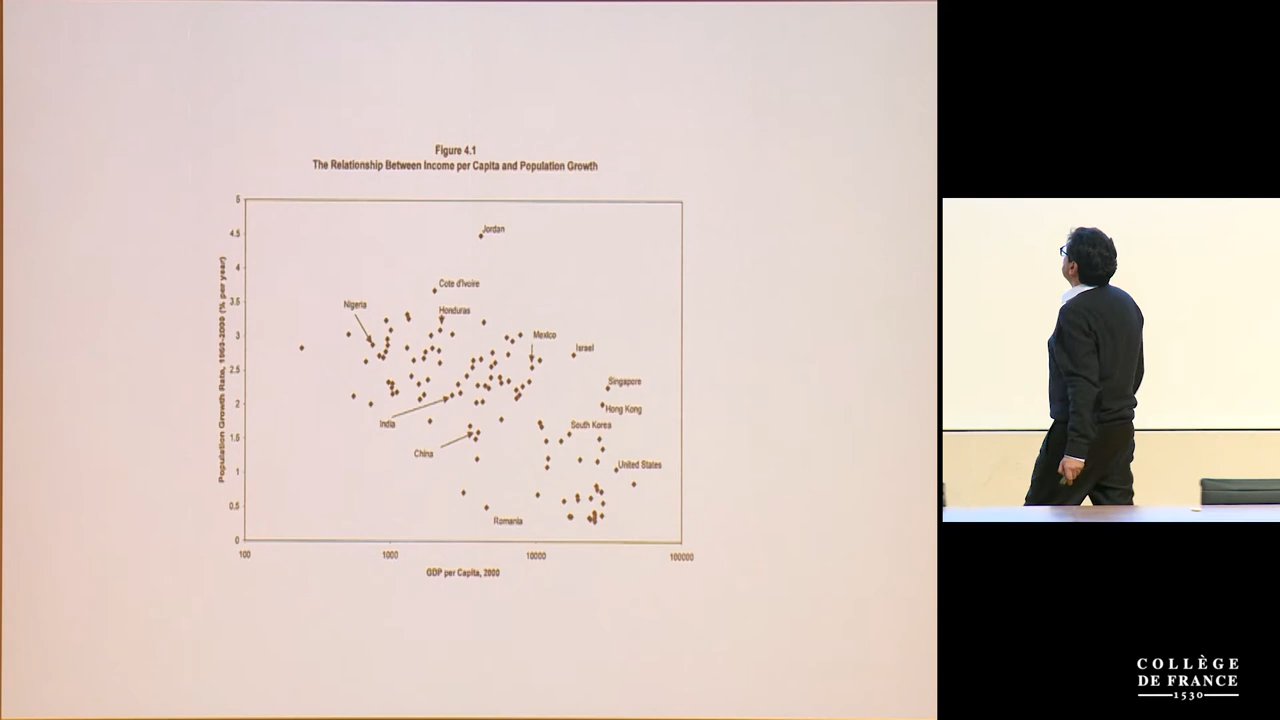 Figure 4.1
The Relationship Between Income per Capita and Population Growth
Population Growth Rate, 1960-2000 (% per year)
5
4.5
4
3.5
3
2.5
2
1.5
1
0.5
0
Jordan
Cote d'Ivoire
Nigeria
Honduras
Mexico
Israel
Singapore
Hong Kong
India
South Korea
China
United States
Romania
100
1000
10000
100000
GDP per Capita, 2000
COLLÈGE
DE FRANCE
1530